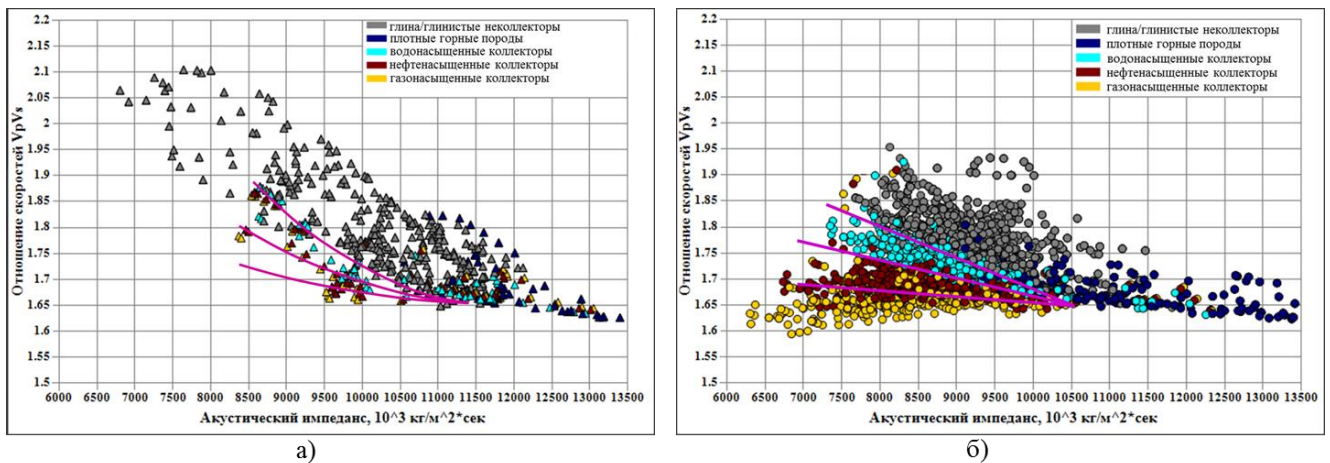 2.2
2.15
2.1
2.05
2
1.95
1.9
1.85
1.8
1.75
1.7
1.65
1.6
1.55
1.5
Отношение скоростей VpVs
глина/глинистые неколлекторы
плотные горные породы
водонасыщенные коллекторы
нефтенасыщенные коллекторы
газонасыщенные коллекторы
6000 6500 7000 7500 8000 8500 9000 9500 10000 10500 11000 11500 12000 12500 13000 13500
Акустический импеданс, 10^3 кг/м^2*сек
а)
2.2
2.15
2.1
2.05
2
1.95
1.9
1.85
1.8
1.75
1.7
1.65
1.6
1.55
1.5
Отношение скоростей VpVs
глина/глинистые неколлекторы
плотные горные породы
водонасыщенные коллекторы
нефтенасыщенные коллекторы
газонасыщенные коллекторы
6000 6500 7000 7500 8000 8500 9000 9500 10000 10500 11000 11500 12000 12500 13000 13500
Акустический импеданс, 10^3 кг/м^2*сек
б)